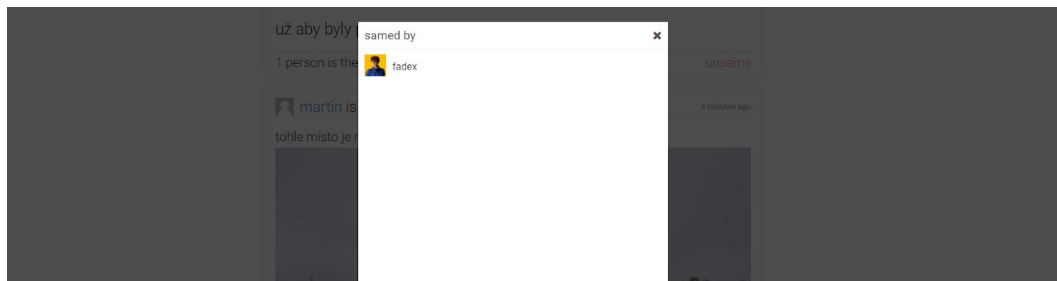 už aby byly
samed by
1 person is the
unsame
fadex
martin is
4 minutes ago
tohle místo je